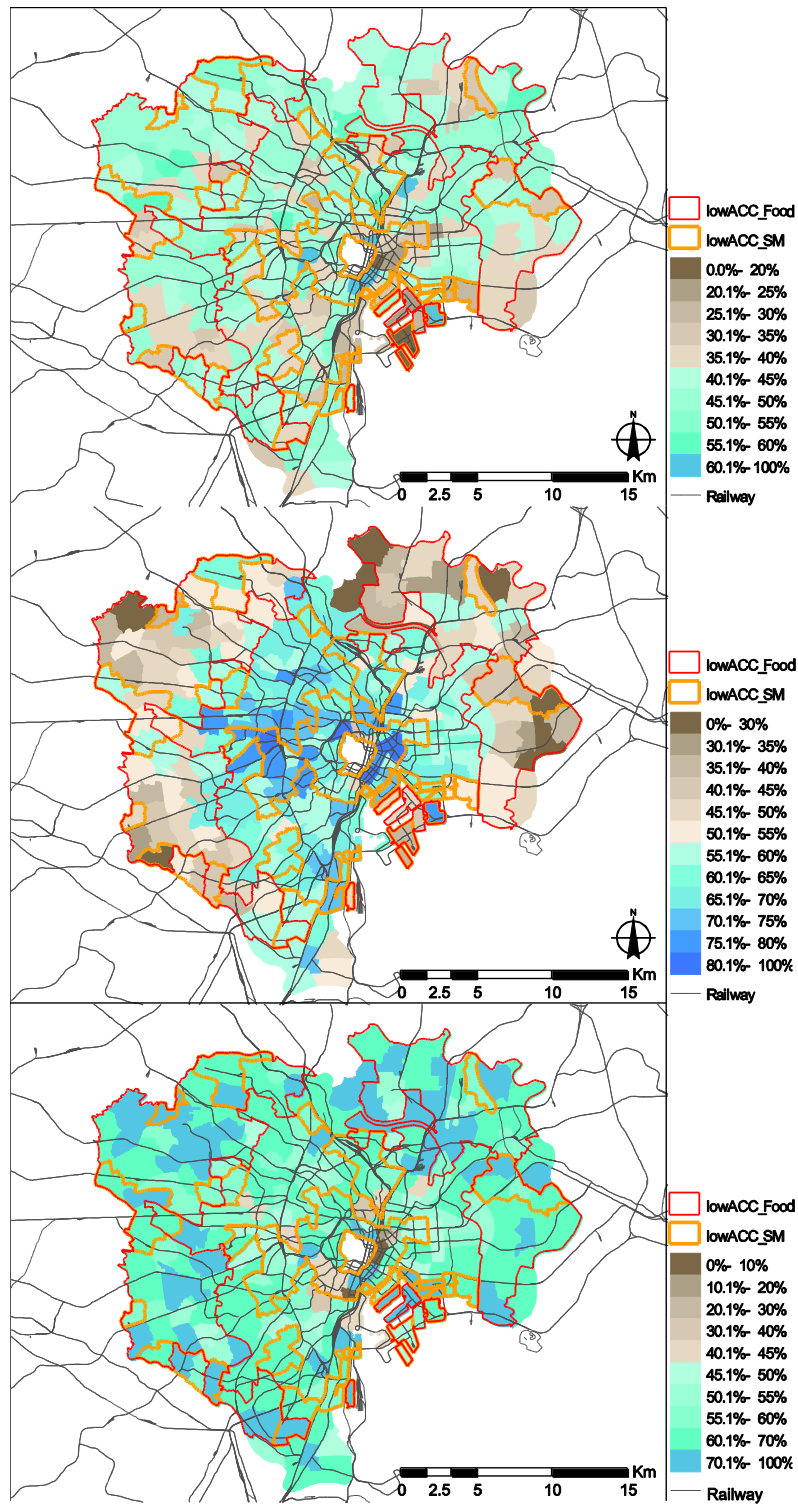 lowACC_Food
lowACC_SM
0.0%- 20%
20.1%- 25%
25.1%- 30%
30.1%- 35%
35.1%- 40%
40.1%- 45%
45.1%- 50%
50.1%- 55%
55.1%- 60%
60.1%- 100%
Railway
N
Km
0 2.5 5 10 15
lowACC_Food
lowACC_SM
0%- 30%
30.1%- 35%
35.1%- 40%
40.1%- 45%
45.1%- 50%
50.1%- 55%
55.1%- 60%
60.1%- 65%
65.1%- 70%
70.1%- 75%
75.1%- 80%
80.1%- 100%
Railway
N
Km
0 2.5 5 10 15
lowACC_Food
lowACC_SM
0%- 10%
10.1%- 20%
20.1%- 30%
30.1%- 40%
40.1%- 45%
45.1%- 50%
50.1%- 55%
55.1%- 60%
60.1%- 70%
70.1%- 100%
Railway
Km
0 2.5 5 10 15